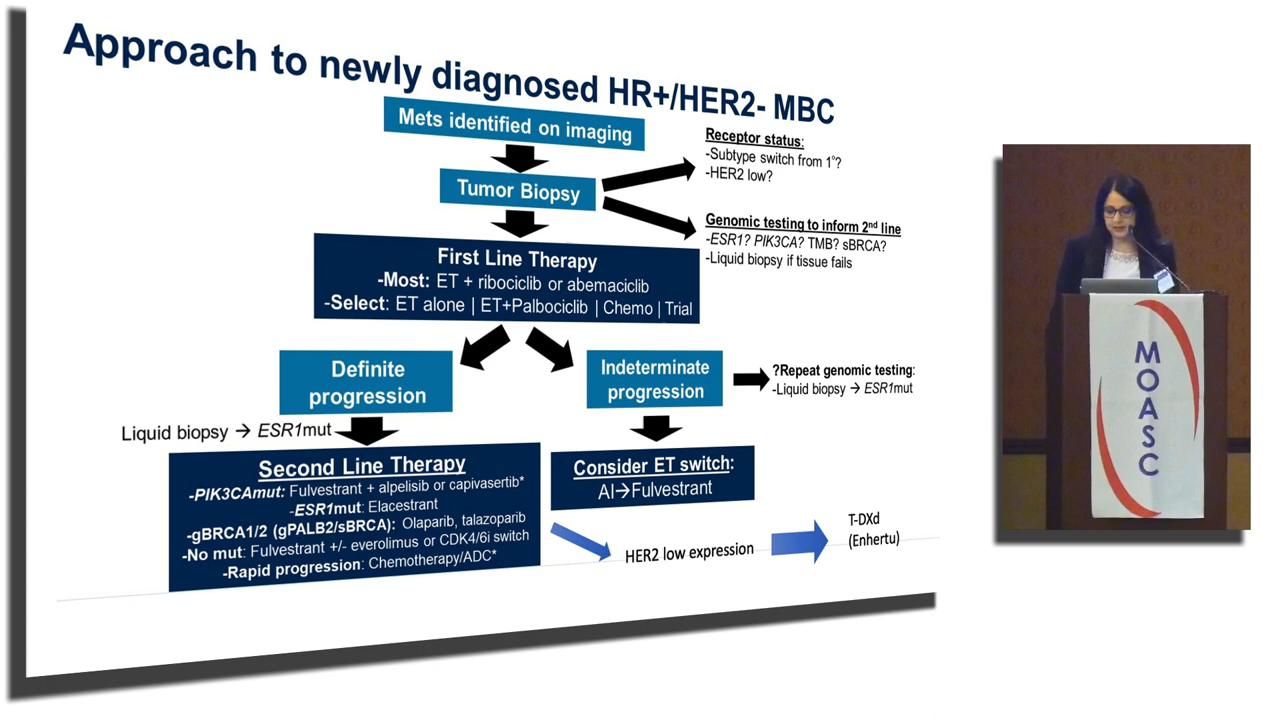 Approach to newly diagnosed HR+/HER2- MBC
Mets identified on imaging
Tumor Biopsy
Receptor status:
-Subtype switch from 1°?
-HER2 low?
Genomic testing to inform 2nd line
-ESR1? PIK3CA? TMB? sBRCA?
-Liquid biopsy if tissue fails
First Line Therapy
-Most: ET + ribociclib or abemaciclib
-Select: ET alone | ET+Palbociclib | Chemo | Trial
Definite
progression
Indeterminate
progression
?Repeat genomic testing:
-Liquid biopsy → ESR1mut
Liquid biopsy → ESR1mut
Second Line Therapy
-PIK3CAmut: Fulvestrant + alpelisib or capivasertib*
-ESR1mut: Elacestrant
-gBRCA1/2 (gPALB2/sBRCA): Olaparib, talazoparib
-No mut: Fulvestrant +/- everolimus or CDK4/6i switch
-Rapid progression: Chemotherapy/ADC*
Consider ET switch:
AI→Fulvestrant
HER2 low expression
T-DXd
(Enhertu)
MOASC